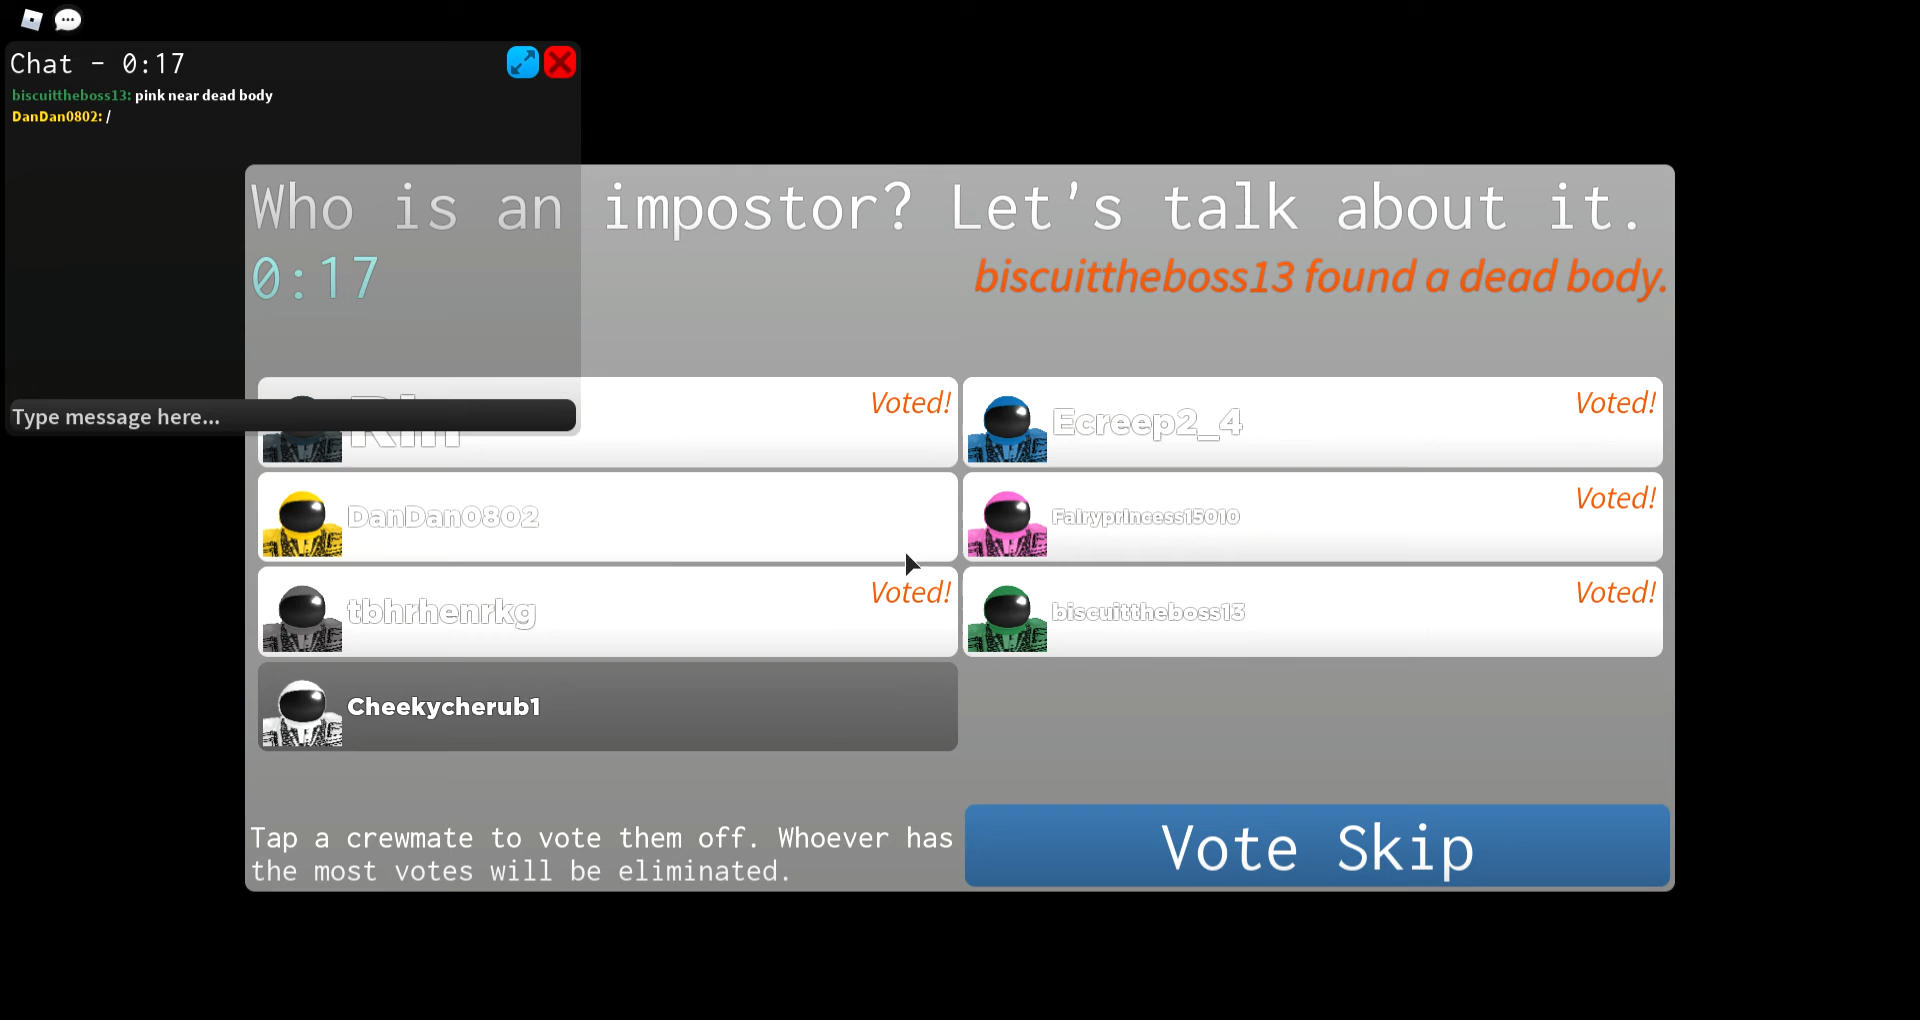 Chat - 0:17
biscuittheboss13: pink near dead body
DanDan0802: /
Who is an impostor? Let's talk about it.
0:17
biscuittheboss13 found a dead body.
Type message here...
Voted!
Ecreep2_4
Voted!
DanDan0802
Fairyprincess15010
Voted!
tbhrhenrkg
Voted!
biscuittheboss13
Voted!
Cheekycherub1
Tap a crewmate to vote them off. Whoever has
the most votes will be eliminated.
Vote Skip